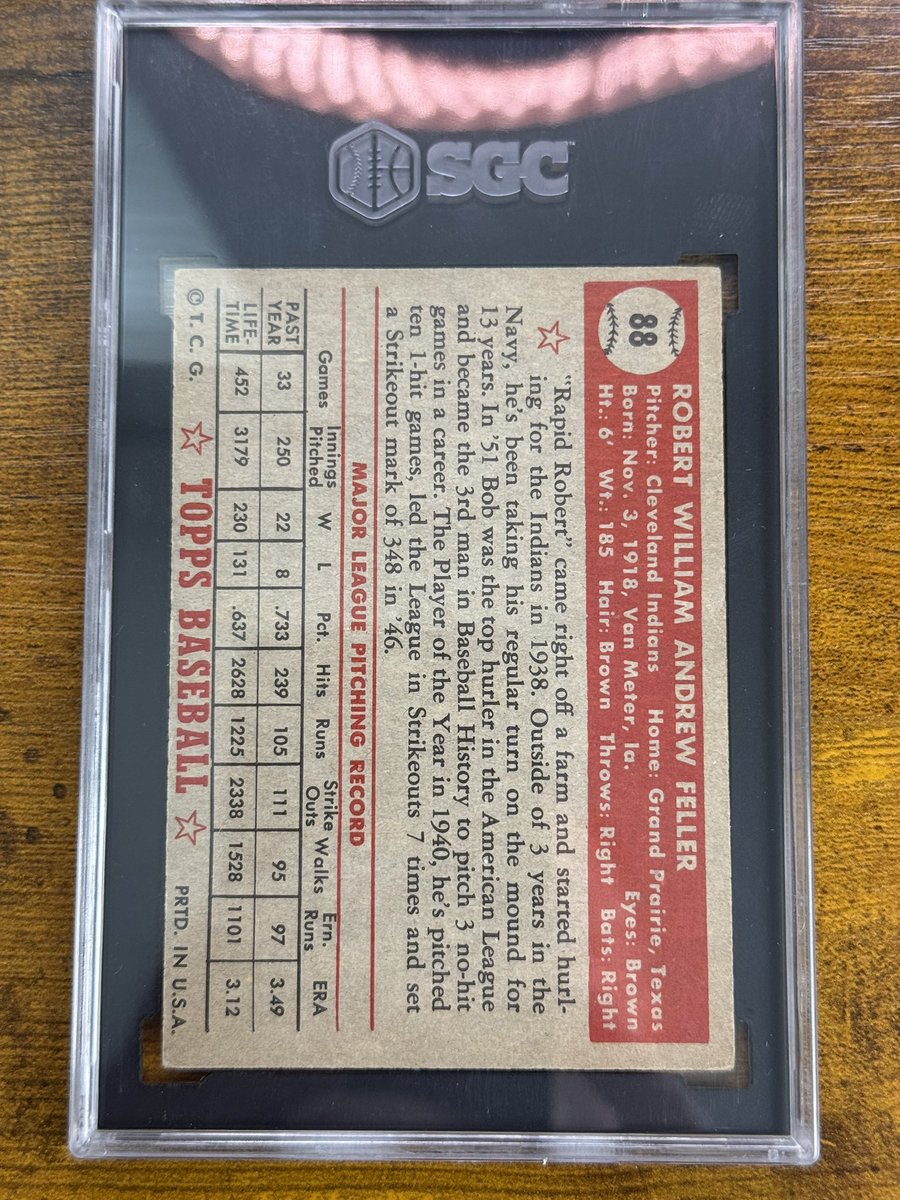 SGC
88
ROBERT WILLIAM ANDREW FELLER
Pitcher: Cleveland Indians Home: Grand Prairie, Texas
Born: Nov. 3, 1918, Van Meter, Ia. Eyes: Brown
Ht.: 6' Wt.: 185 Hair: Brown Throws: Right Bats: Right
"Rapid Robert" came right off a farm and started hurl-
ing for the Indians in 1938. Outside of 3 years in the
Navy, he's been taking his regular turn on the mound for
13 years. In '51 Bob was the top hurler in the American League
and became the 3rd man in Baseball History to pitch 3 no-hit
games in a career. The Player of the Year in 1940, he's pitched
ten 1-hit games, led the League in Strikeouts 7 times and set
a Strikeout mark of 348 in '46.
MAJOR LEAGUE PITCHING RECORD
Games Innings Pitched W L Pct. Hits Runs Strike Outs Walks Ern. Runs ERA
PAST YEAR 33 250 22 8 .733 239 105 111 95 97 3.49
LIFE-TIME 452 3179 230 131 .637 2628 1225 2338 1528 1101 3.12
© T. C. G. TOPPS BASEBALL PRTD. IN U.S.A.